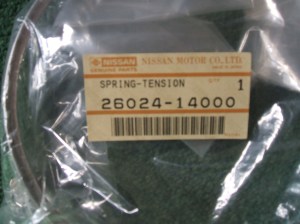 NISSAN NISSAN MOTOR CO., LTD.
GENUINE PARTS
SPRING-TENSION 1
26024-14000